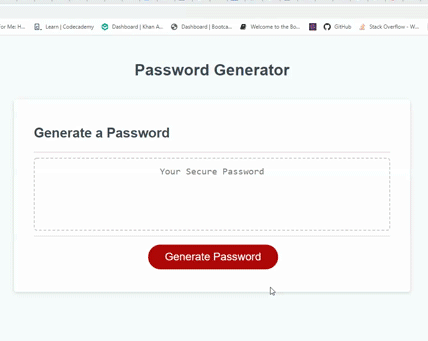 For Me: H... Learn | Codecademy Dashboard | Khan A... Dashboard | Bootca... Welcome to the Bo... GitHub Stack Overflow - W...
Password Generator
Generate a Password
Your Secure Password
Generate Password